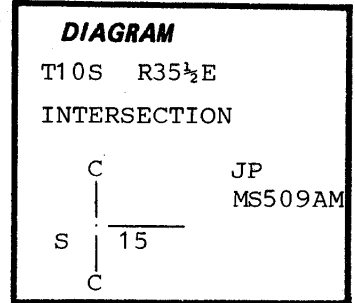 DIAGRAM
T10S R35½E
INTERSECTION
C JP
MS509AM
S 15
C